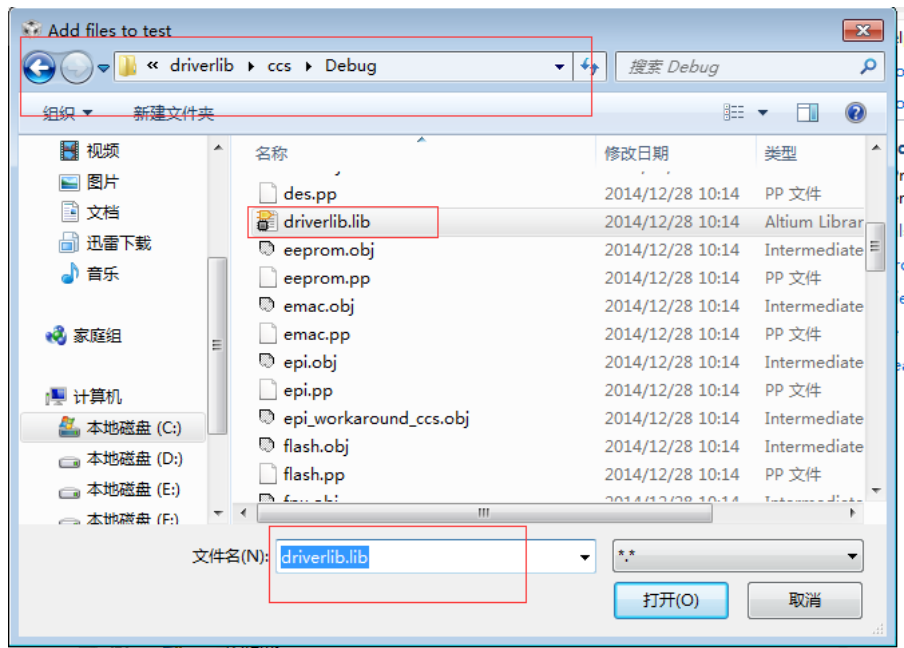 Add files to test
« driverlib ▸ ccs ▸ Debug
搜索 Debug
组织 新建文件夹
视频
图片
文档
迅雷下载
音乐
家庭组
计算机
本地磁盘 (C:)
本地磁盘 (D:)
本地磁盘 (E:)
本地磁盘 (F:)
名称 修改日期 类型
des.pp 2014/12/28 10:14 PP 文件
driverlib.lib 2014/12/28 10:14 Altium Librar
eeprom.obj 2014/12/28 10:14 Intermediate
eeprom.pp 2014/12/28 10:14 PP 文件
emac.obj 2014/12/28 10:14 Intermediate
emac.pp 2014/12/28 10:14 PP 文件
epi.obj 2014/12/28 10:14 Intermediate
epi.pp 2014/12/28 10:14 PP 文件
epi_workaround_ccs.obj 2014/12/28 10:14 Intermediate
flash.obj 2014/12/28 10:14 Intermediate
flash.pp 2014/12/28 10:14 PP 文件
fpu.obj 2014/12/28 10:14 Intermediate
文件名(N): driverlib.lib *.*
打开(O) 取消